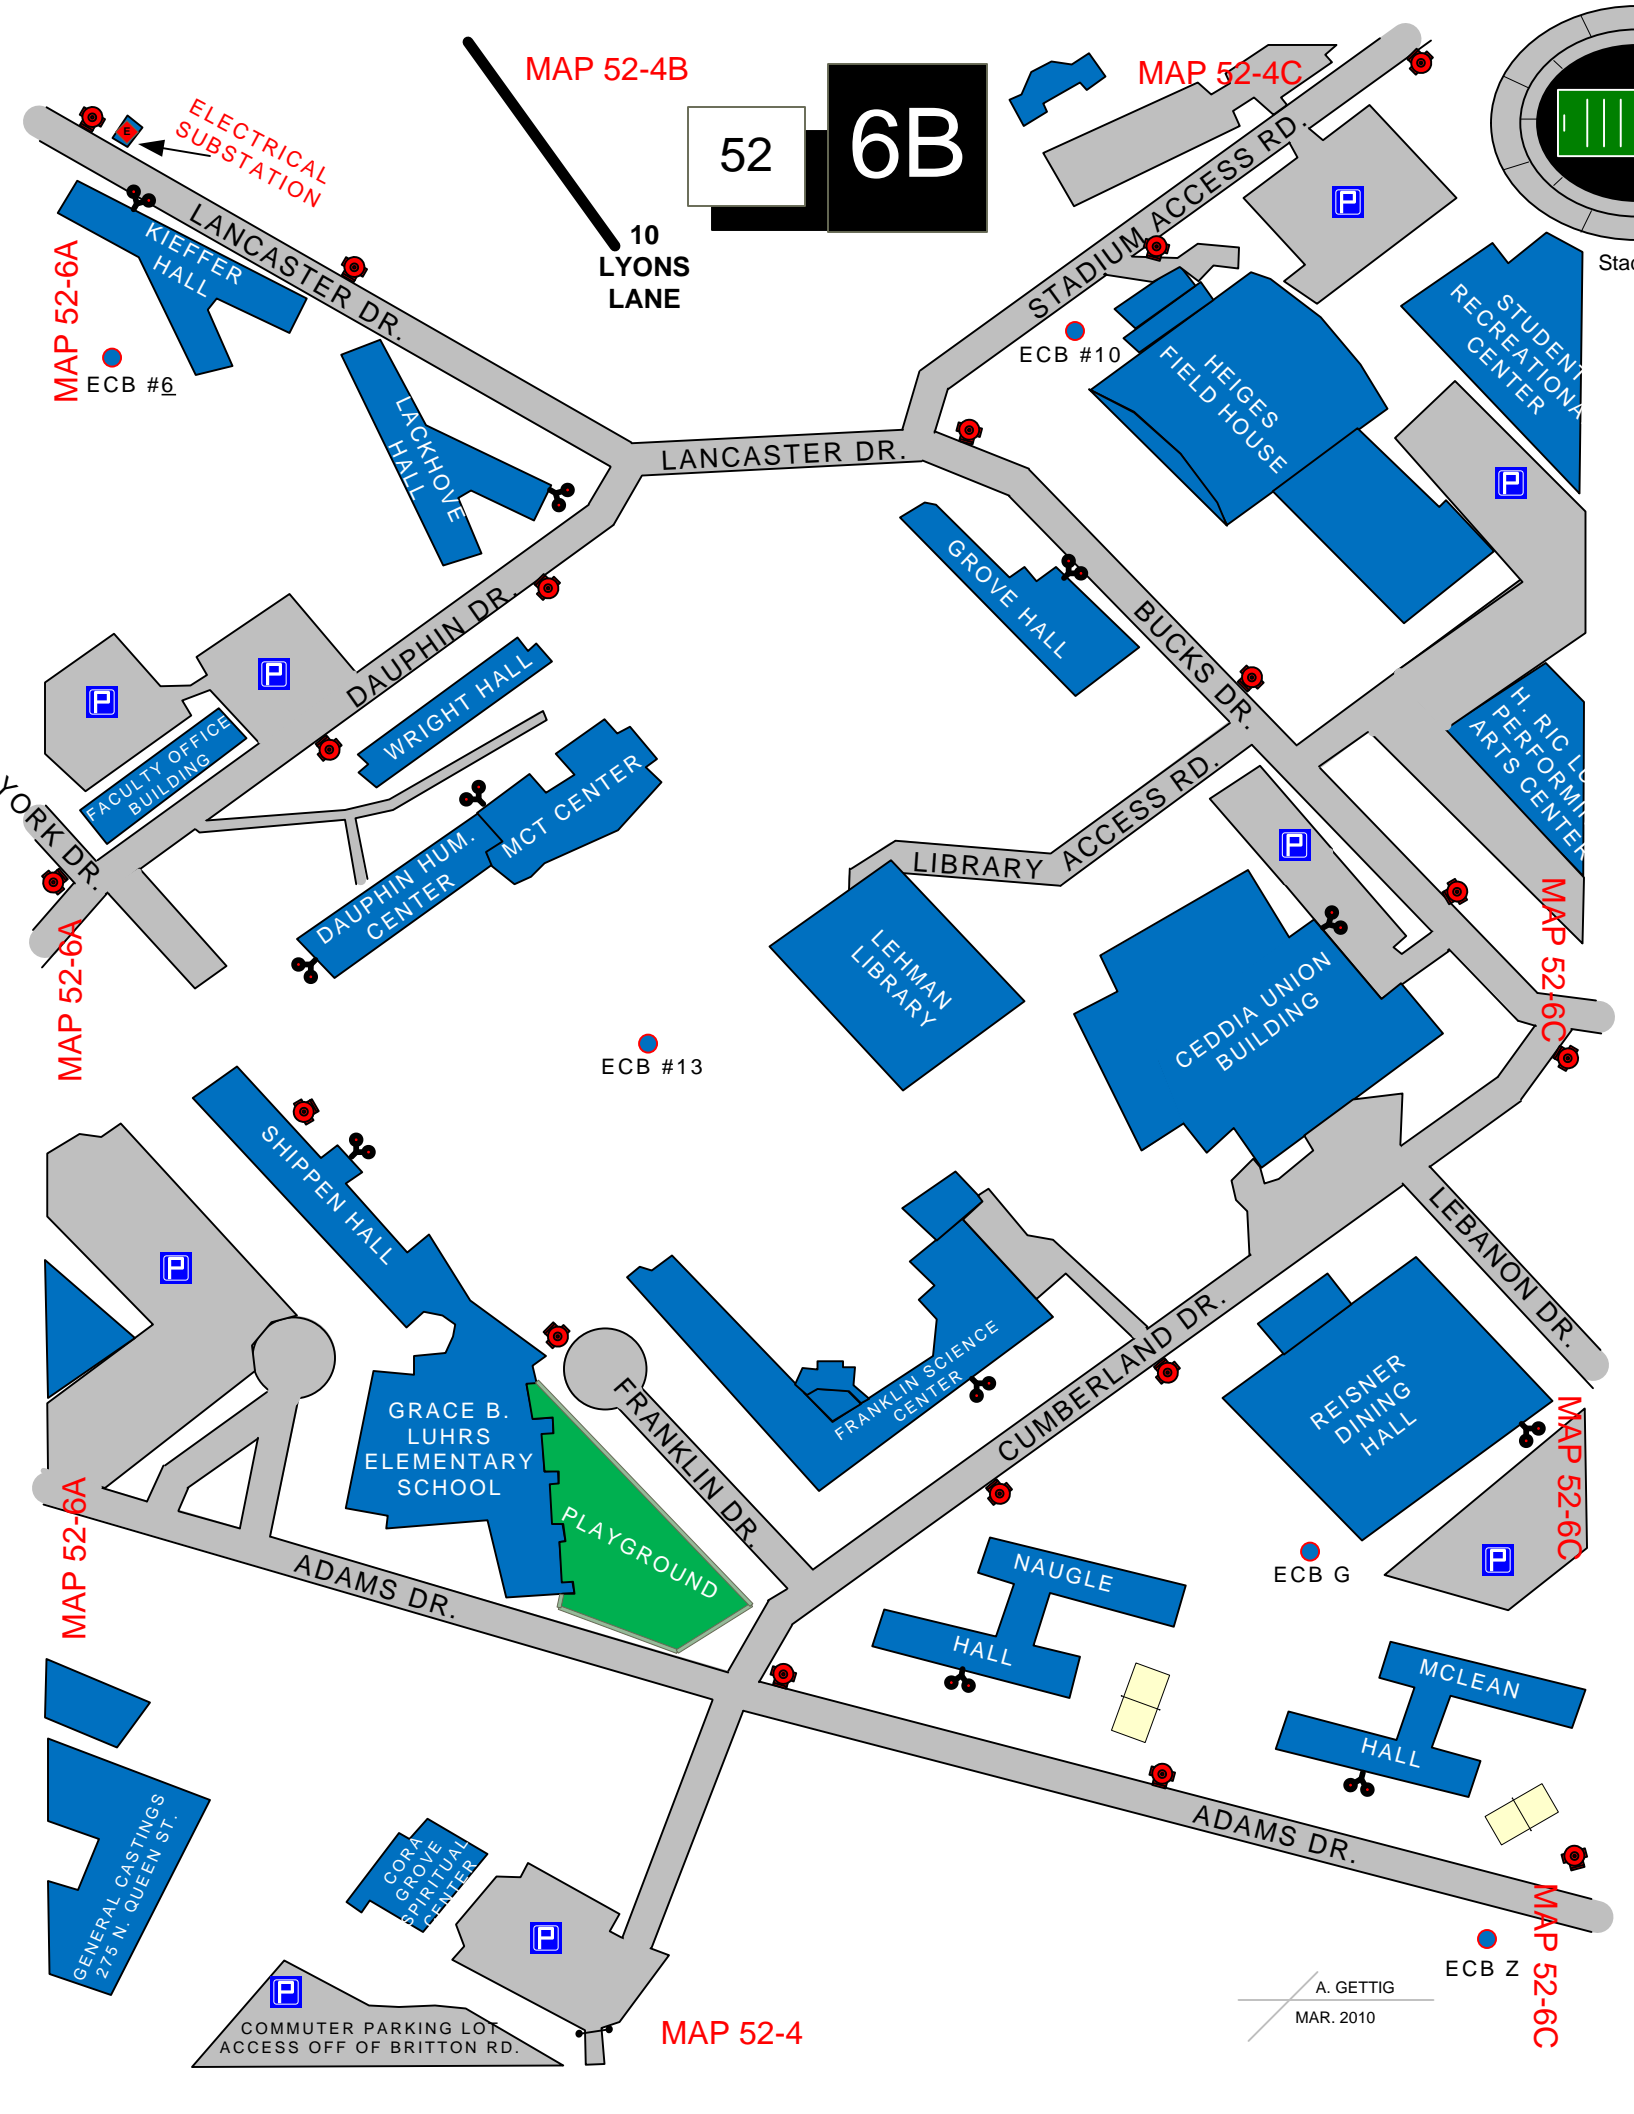 MAP 52-4B
MAP 52-4C
52
6B
ELECTRICAL
SUBSTATION
E
10
LYONS
LANE
STADIUM ACCESS RD.
P
LANCASTER DR.
KIEFFER
HALL
MAP 52-6A
ECB #6
ECB #10
HEIGES
FIELD HOUSE
STUDENT
RECREATIONA
CENTER
LACKHOVE
HALL
LANCASTER DR.
P
GROVE HALL
BUCKS DR.
DAUPHIN DR.
WRIGHT HALL
P
P
FACULTY OFFICE
BUILDING
YORK DR.
MCT CENTER
DAUPHIN HUM.
CENTER
LIBRARY ACCESS RD.
P
H. RIC
PERFORMI
ARTS CENTER
LEHMAN
LIBRARY
CEDDIA UNION
BUILDING
MAP 52-6A
MAP 52-6C
ECB #13
SHIPPEN HALL
P
LEBANON DR.
FRANKLIN SCIENCE
CENTER
CUMBERLAND DR.
REISNER
DINING
HALL
GRACE B.
LUHRS
ELEMENTARY
SCHOOL
FRANKLIN DR.
PLAYGROUND
MAP 52-6A
MAP 52-6C
ADAMS DR.
ECB G
P
NAUGLE
HALL
MCLEAN
HALL
ADAMS DR.
GENERAL CASTINGS
275 N. QUEEN ST.
CORA
GROVE
SPIRITUAL
CENTER
P
P
COMMUTER PARKING LOT
ACCESS OFF OF BRITTON RD.
MAP 52-4
ECB Z
MAP 52-6C
A. GETTIG
MAR. 2010